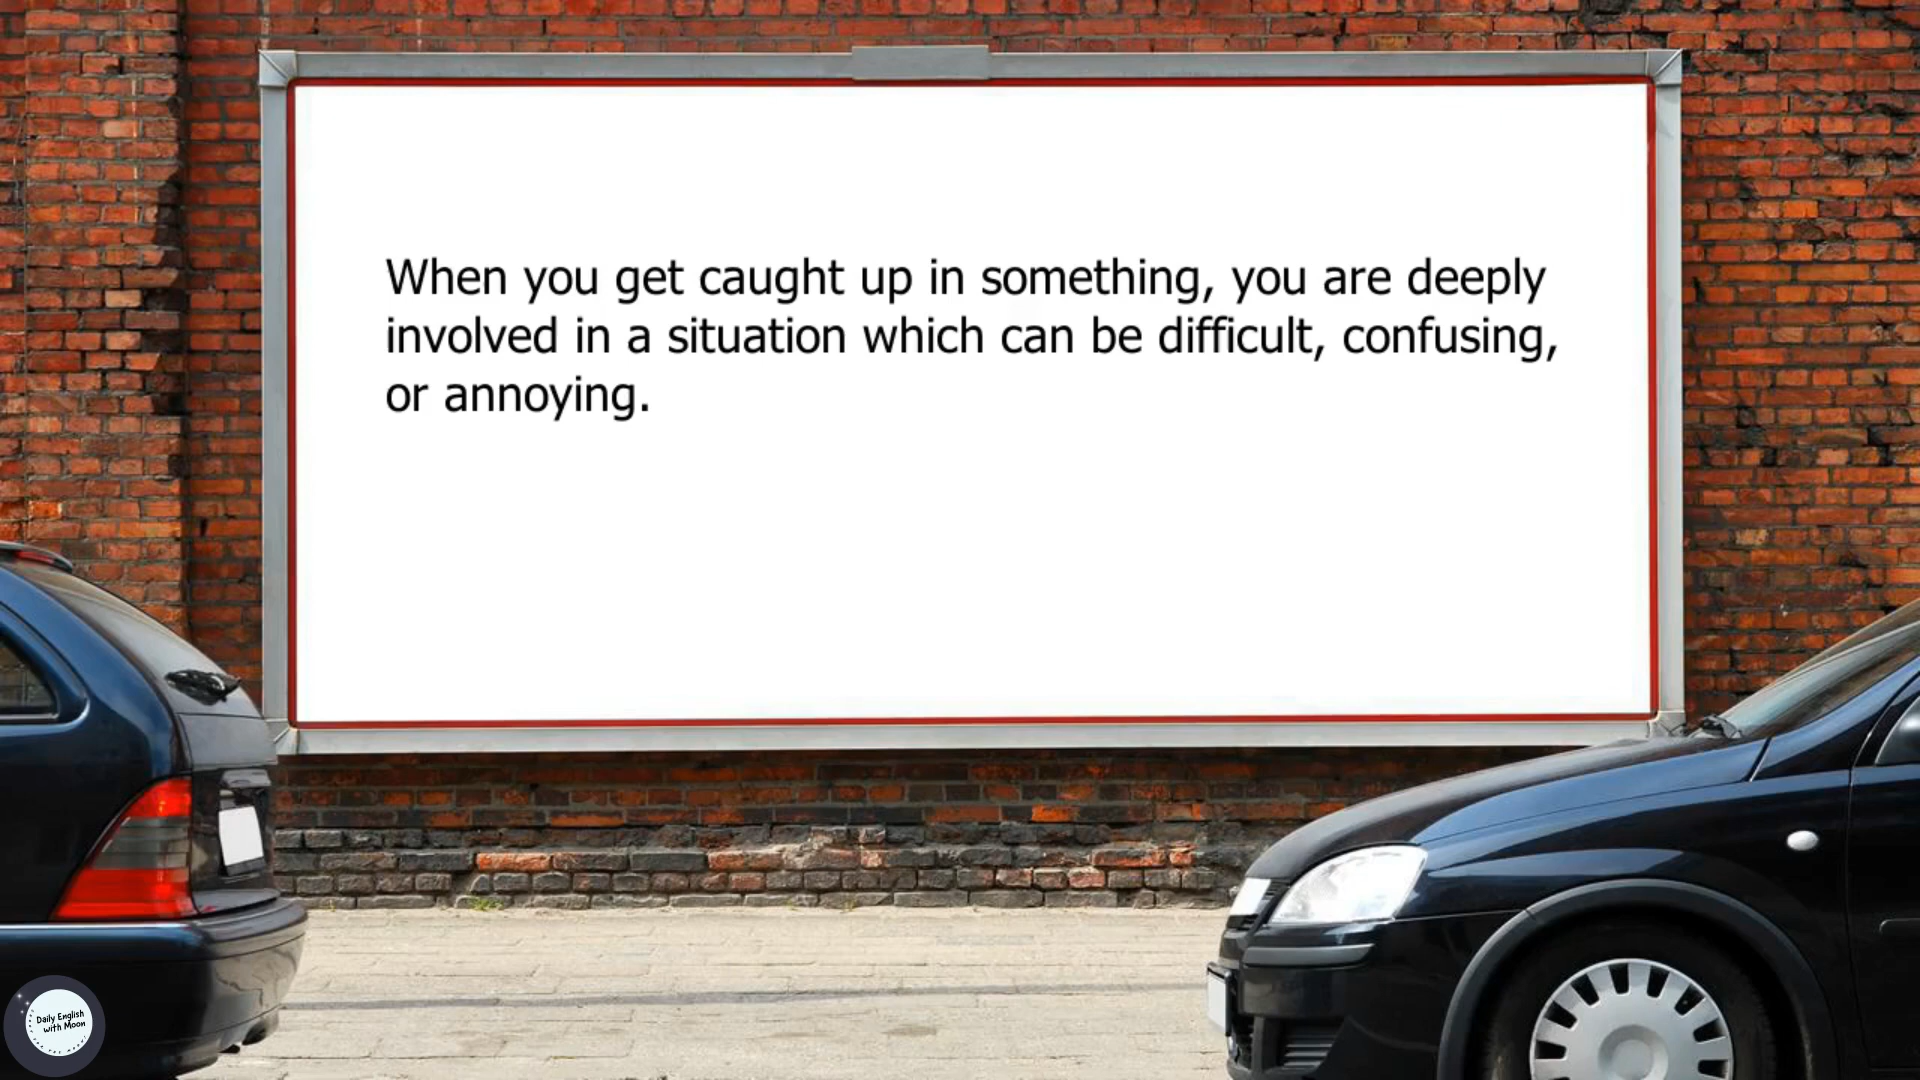 When you get caught up in something, you are deeply
involved in a situation which can be difficult, confusing,
or annoying.
Daily English
with Moon